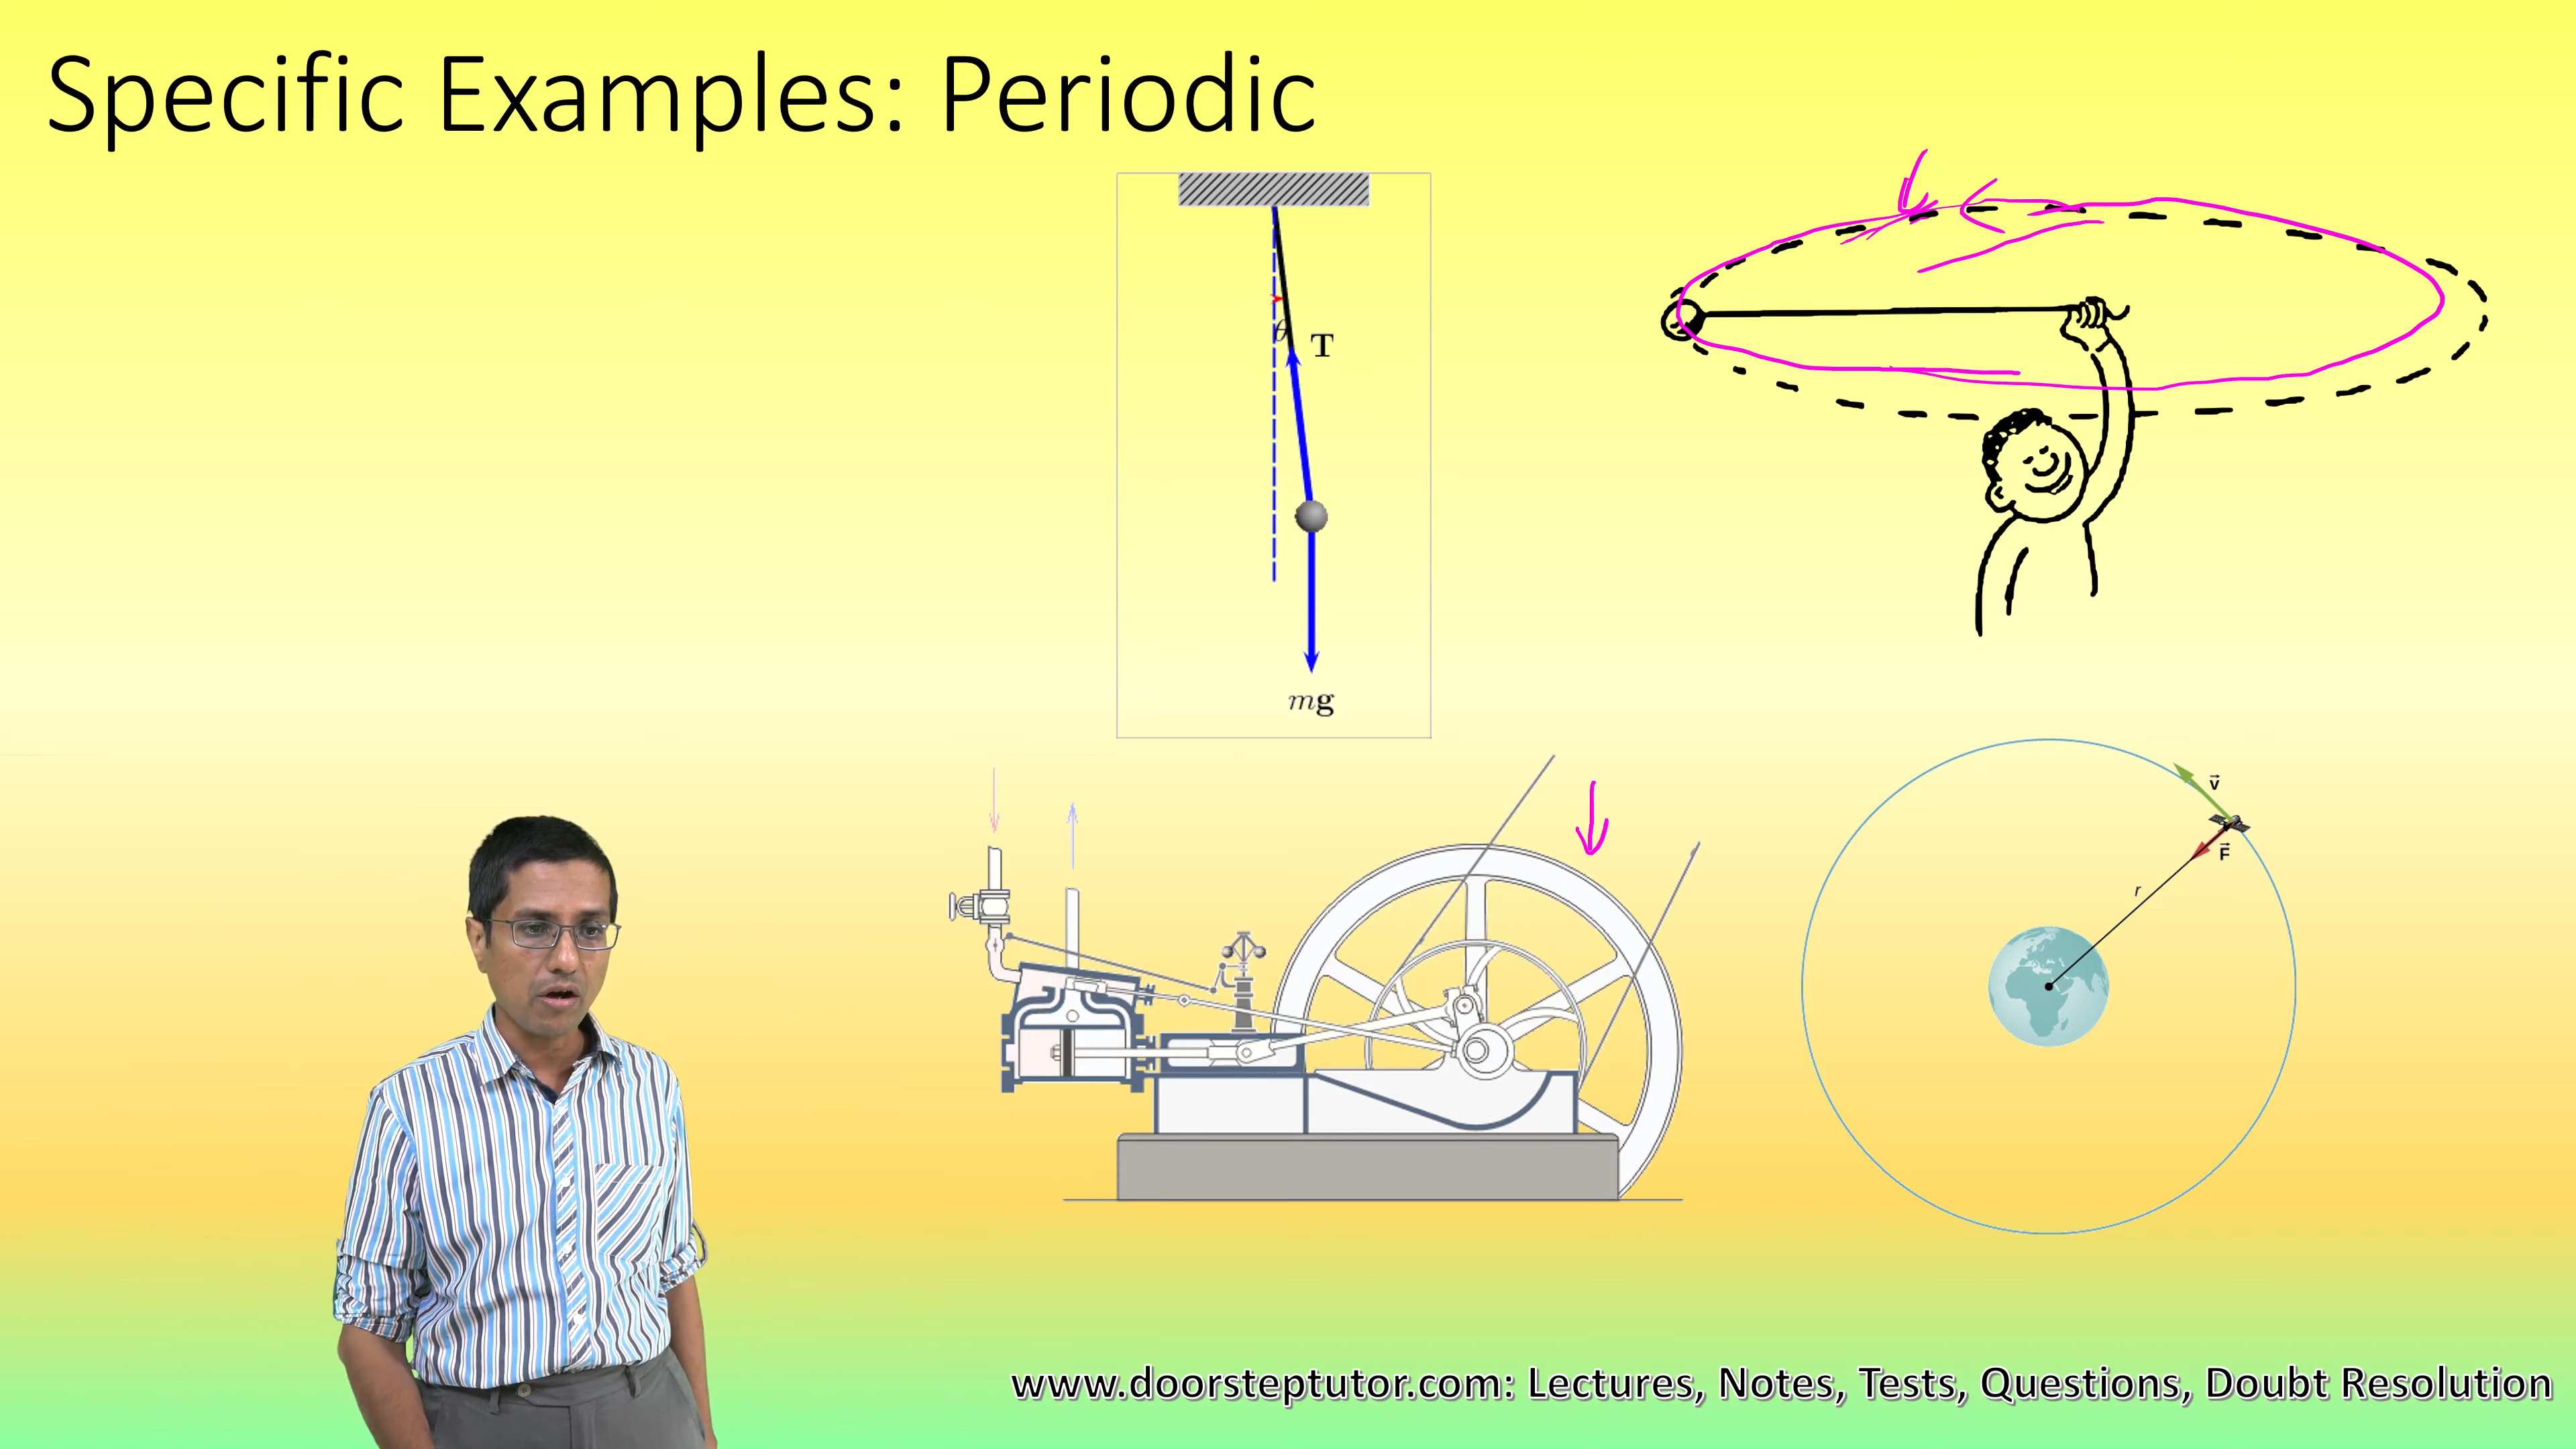 Specific Examples: Periodic
θ
T
mg
v
F
r
www.doorsteptutor.com: Lectures, Notes, Tests, Questions, Doubt Resolution